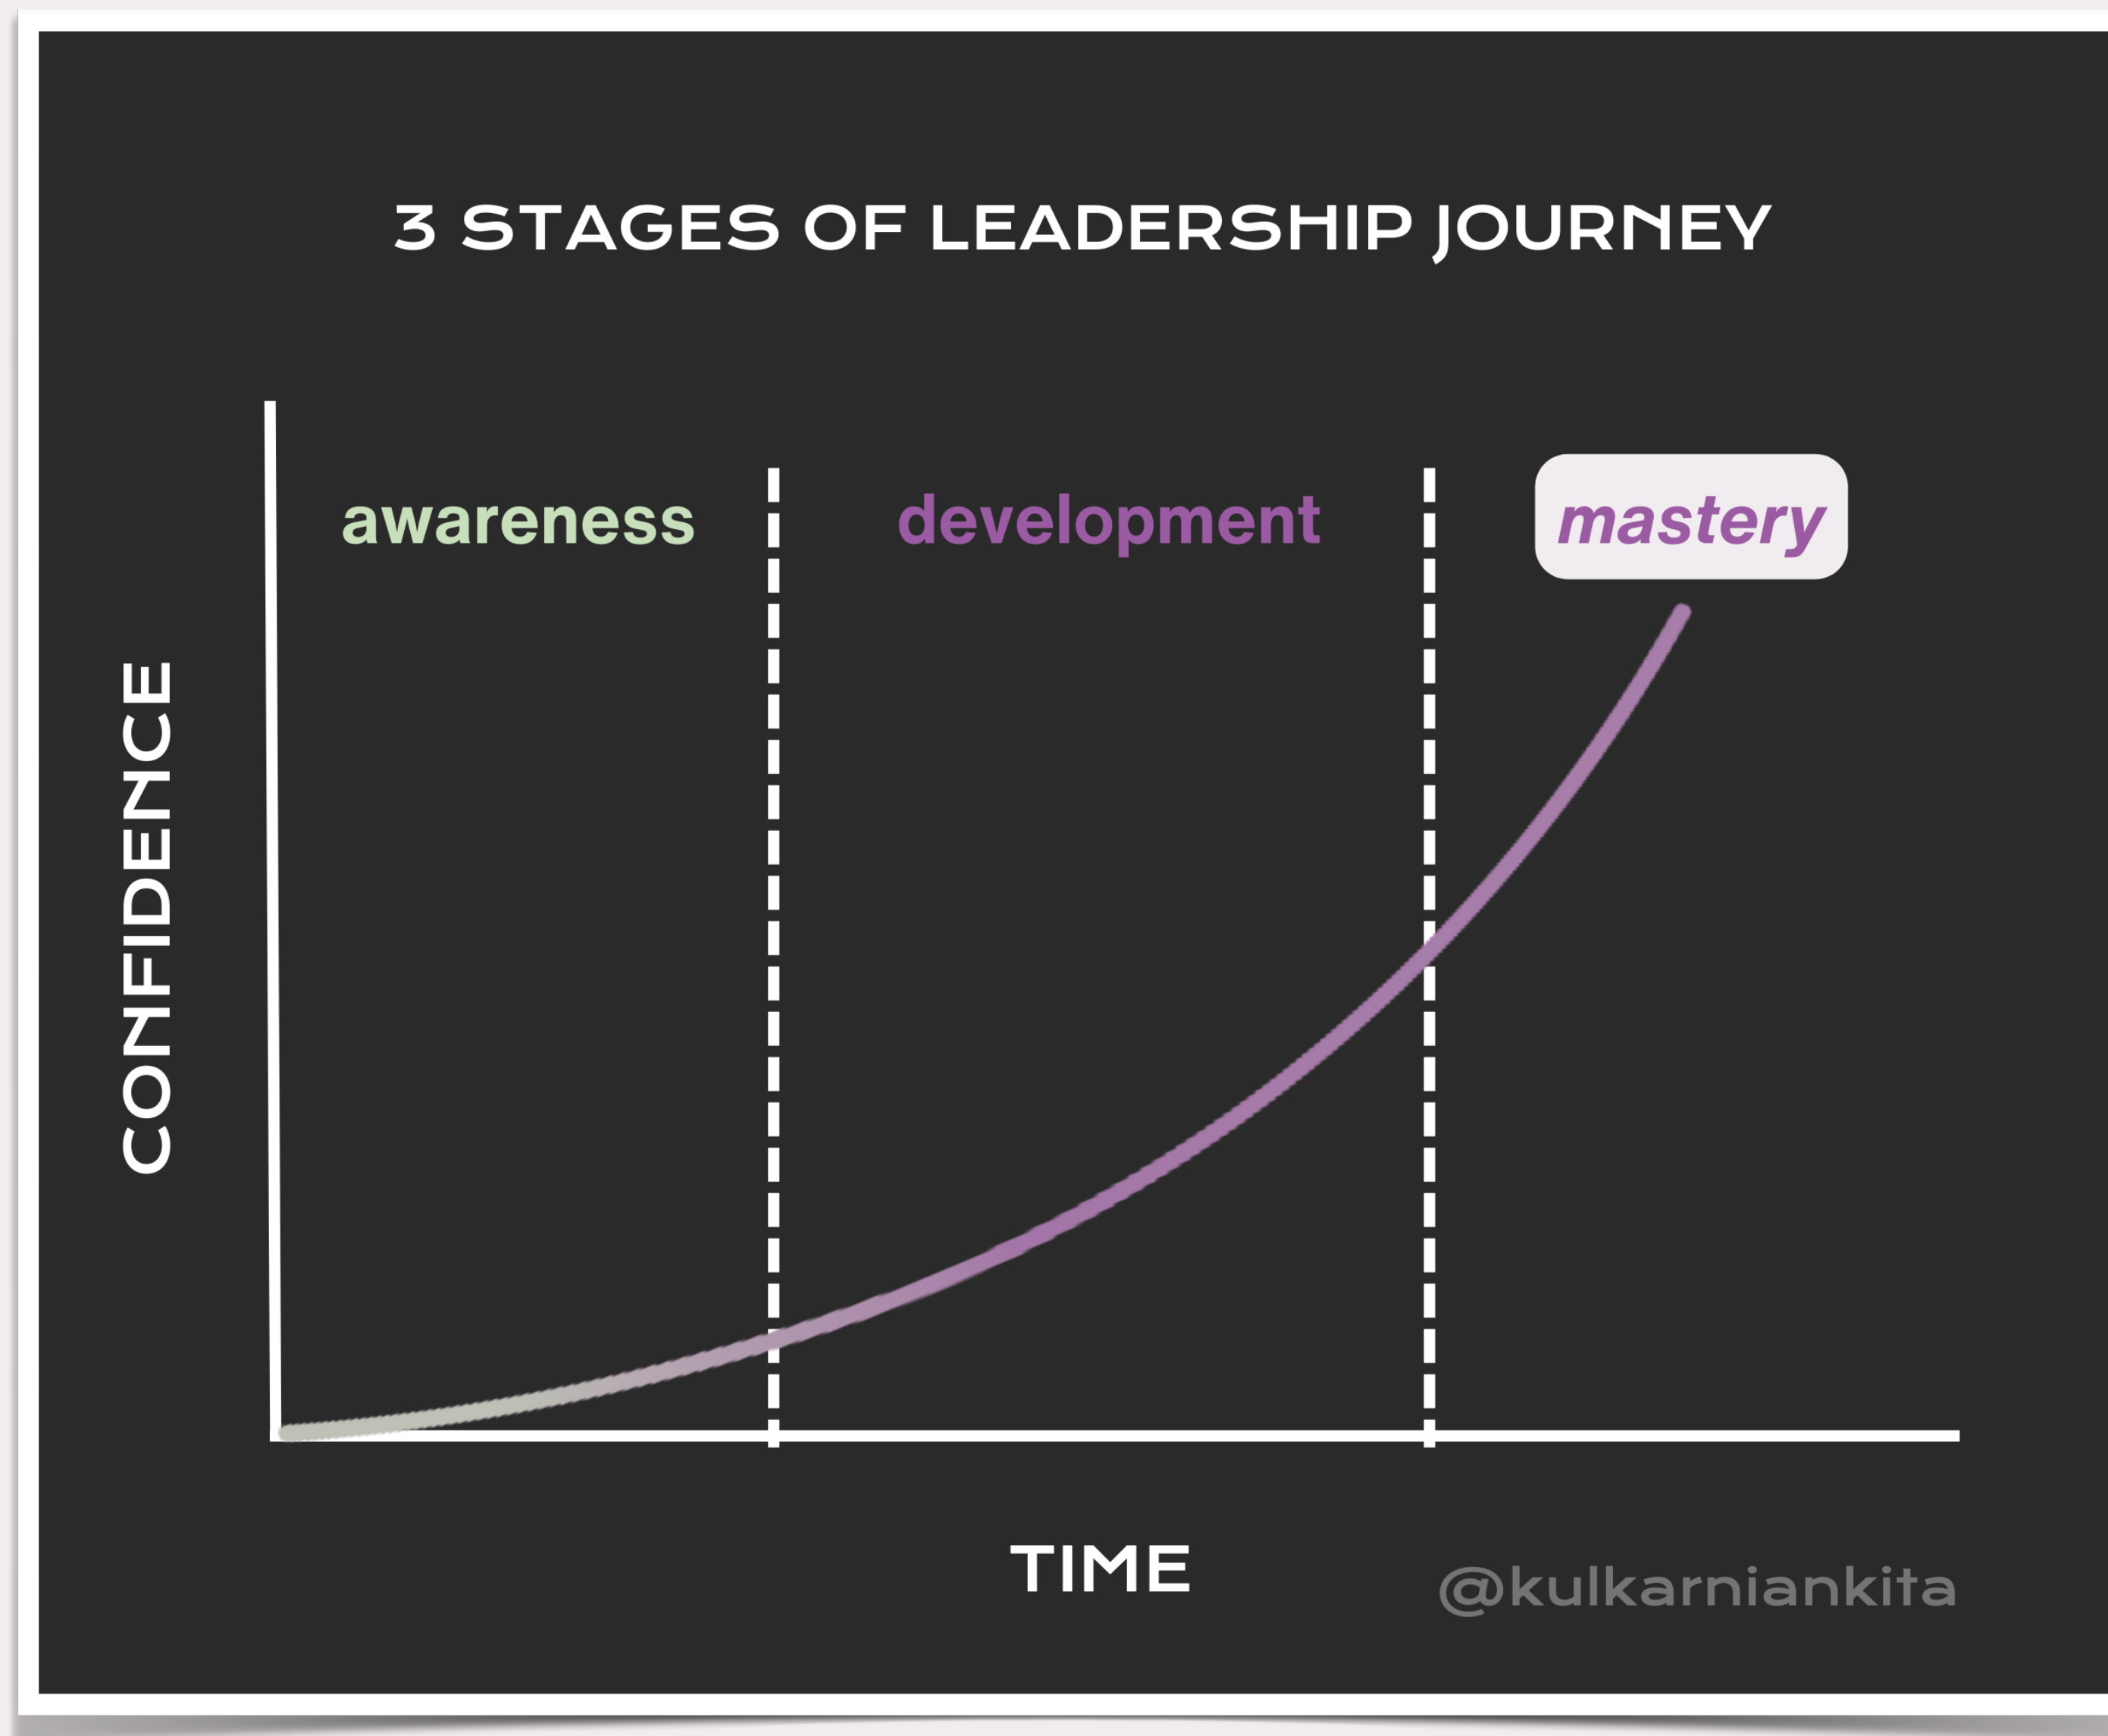 3 STAGES OF LEADERSHIP JOURNEY
awareness
development
mastery
CONFIDENCE
TIME
@kulkarniankita